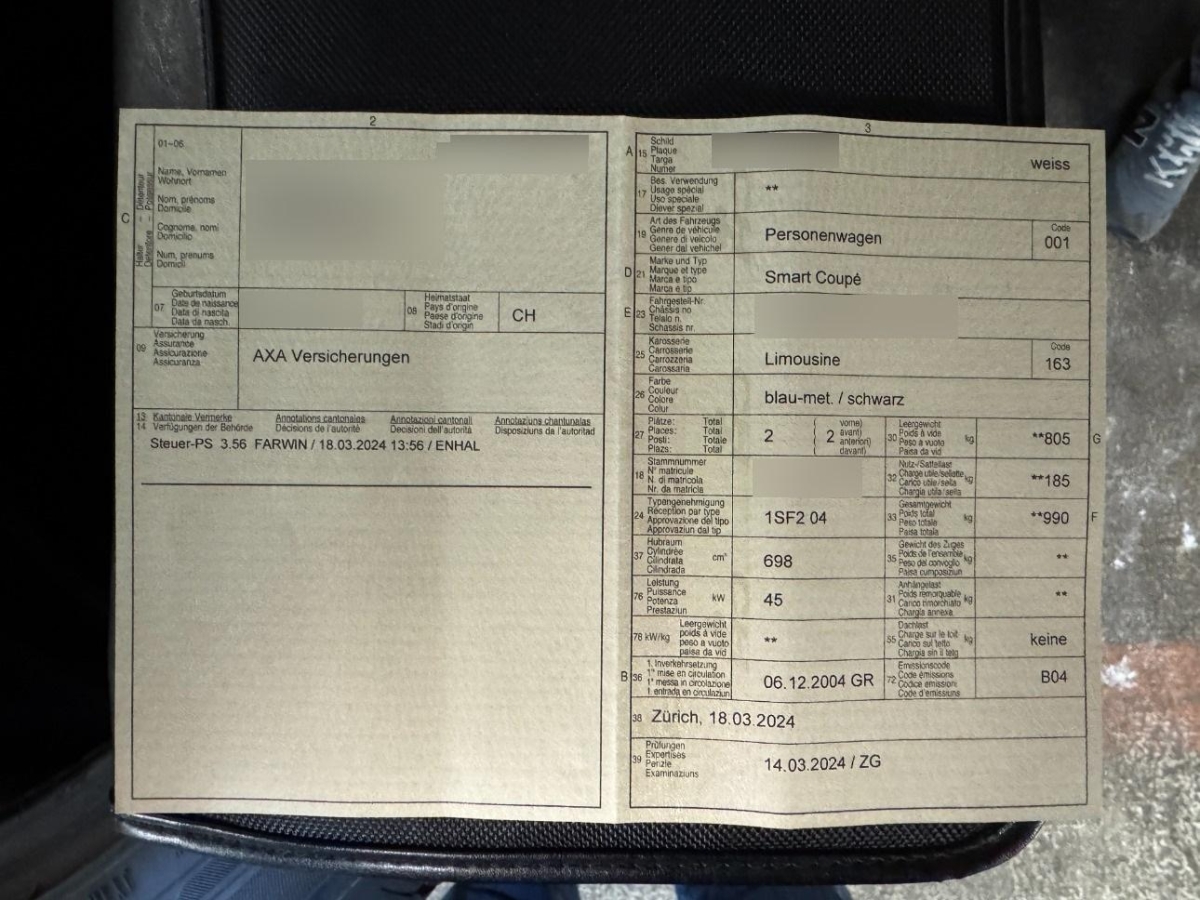 2
01-06
Name, Vornamen
Wohnort
Nom, prénoms
Domicile
Cognome, nomi
Domicilio
Num, prenums
Domicil
C
Halter – Détenteur
Detentore – Possessur
07
Geburtsdatum
Date de naissance
Data di nascita
Data da nasch.
08
Heimatstaat
Pays d'origine
Paese d'origine
Stadi d'origin
CH
09
Versicherung
Assurance
Assicurazione
Assicuranza
AXA Versicherungen
13 Kantonale Vermerke Annotations cantonales Annotazioni cantonali Annotaziuns chantunalas
14 Verfügungen der Behörde Décisions de l'autorité Decisioni dell'autorità Disposiziuns da l'autoritad
Steuer-PS 3.56 FARWIN / 18.03.2024 13:56 / ENHAL
3
A 15
Schild
Plaque
Targa
Numer
weiss
17
Bes. Verwendung
Usage spécial
Uso speciale
Diever spezial
**
19
Art des Fahrzeugs
Genre de véhicule
Genere di veicolo
Gener dal vehichel
Personenwagen
Code
001
D 21
Marke und Typ
Marque et type
Marca e tipo
Marca e tip
Smart Coupé
E 23
Fahrgestell-Nr.
Châssis no
Telaio n.
Schassis nr.
25
Karosserie
Carrosserie
Carrozzeria
Carossaria
Limousine
Code
163
26
Farbe
Couleur
Colore
Colur
blau-met. / schwarz
27
Plätze: Total
Places: Total
Posti: Totale
Plazs: Total
2
2
vorne)
avant)
anteriori)
davant)
30
Leergewicht
Poids à vide
Peso a vuoto
Paisa da vid
kg
**805
G
18
Stammnummer
N° matricule
N. di matricola
Nr. da matricla
32
Nutz-/Sattellast
Charge utile/sellette
Carico utile/sella
Chargia utila/sella
kg
**185
24
Typengenehmigung
Réception par type
Approvazione del tipo
Approvaziun dal tip
1SF2 04
33
Gesamtgewicht
Poids total
Peso totale
Paisa totala
kg
**990
F
37
Hubraum
Cylindrée
Cilindrata
Cilindrada
cm³
698
35
Gewicht des Zuges
Poids de l'ensemble
Peso del convoglio
Paisa cumposiziun
kg
**
76
Leistung
Puissance
Potenza
Prestaziun
kW
45
31
Anhängelast
Poids remorquable
Carico rimorchiato
Chargia annexa
kg
**
78 kW/kg
Leergewicht
poids à vide
peso a vuoto
paisa da vid
**
55
Dachlast
Charge sur le toit
Carico sul tetto
Chargia sin il tetg
kg
keine
B 36
1. Inverkehrsetzung
1re mise en circulation
1a messa in circolazione
1. entrada en circulaziun
06.12.2004 GR
72
Emissionscode
Code émissions
Codice emissioni
Code d'emissiuns
B04
38 Zürich, 18.03.2024
39
Prüfungen
Expertises
Perizie
Examinaziuns
14.03.2024 / ZG